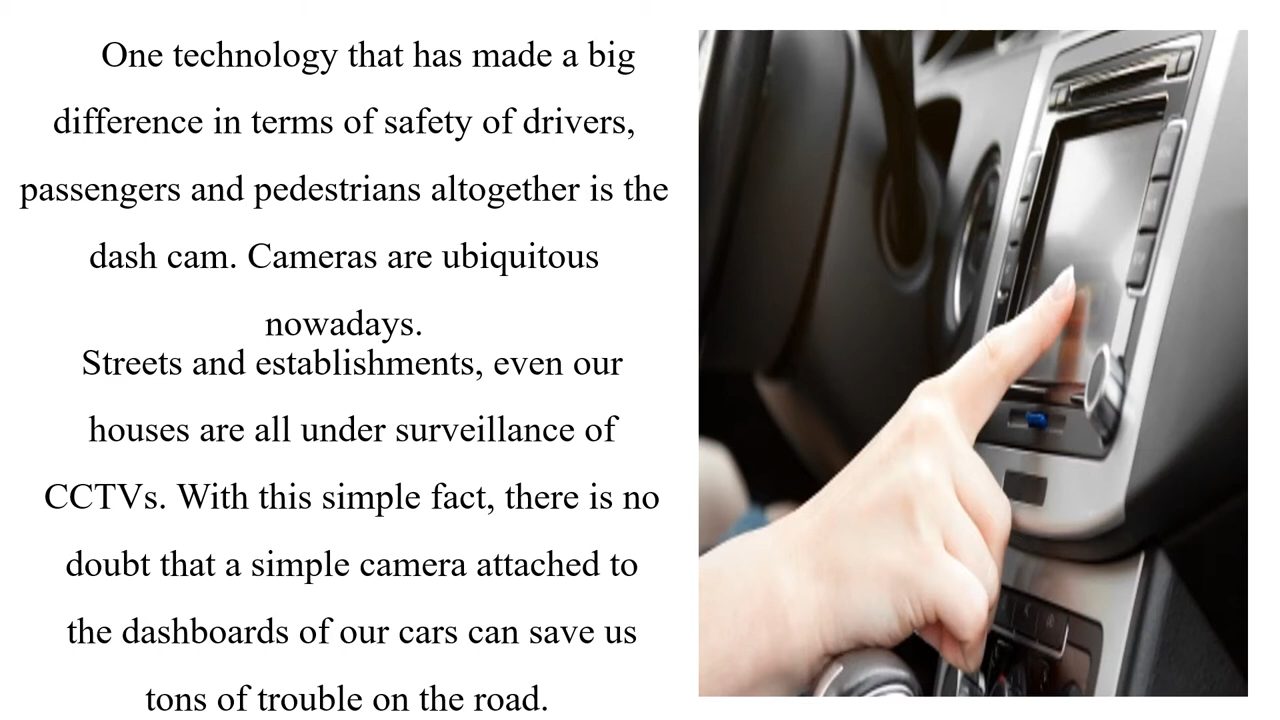 One technology that has made a big
difference in terms of safety of drivers,
passengers and pedestrians altogether is the
dash cam. Cameras are ubiquitous
nowadays.
Streets and establishments, even our
houses are all under surveillance of
CCTVs. With this simple fact, there is no
doubt that a simple camera attached to
the dashboards of our cars can save us
tons of trouble on the road.